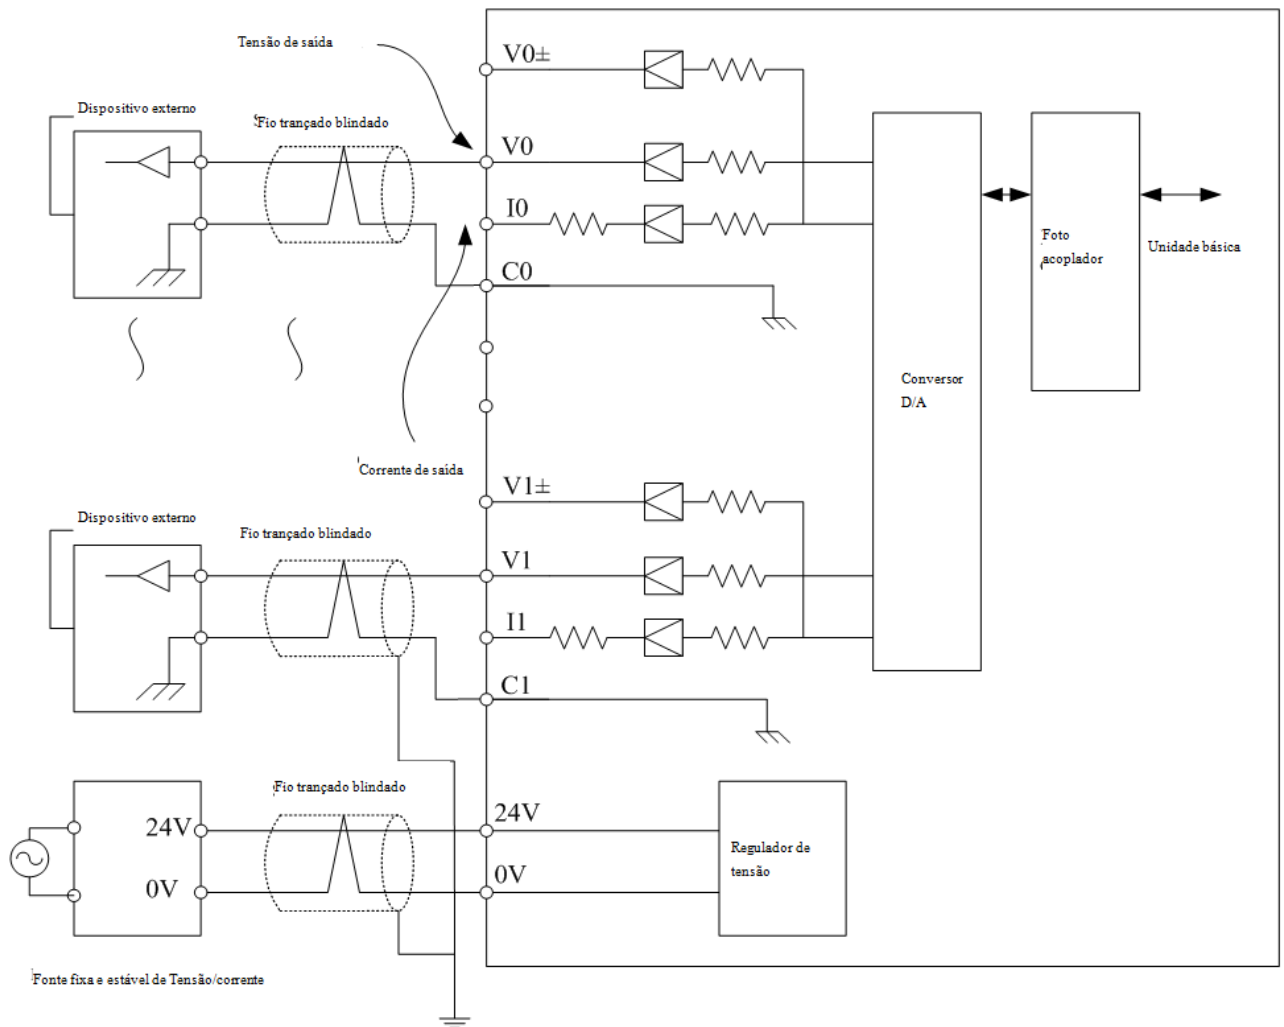 Tensão de saída
V0±
Dispositivo externo
Fio trançado blindado
V0
I0
C0
Foto
acoplador
Unidade básica
Conversor
D/A
Corrente de saída
V1±
Dispositivo externo
Fio trançado blindado
V1
I1
C1
Fio trançado blindado
24V
24V
0V
0V
Regulador de
tensão
Fonte fixa e estável de Tensão/corrente